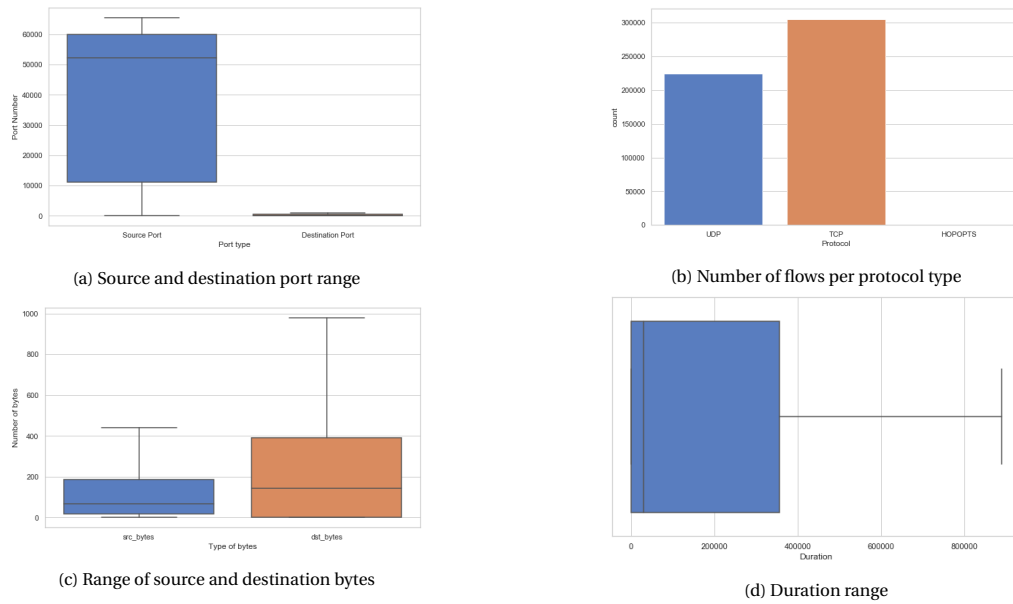 Port Number
60000
50000
40000
30000
20000
10000
0
Source Port
Destination Port
Port type
(a) Source and destination port range
count
300000
250000
200000
150000
100000
50000
0
UDP
TCP
HOPOPTS
Protocol
(b) Number of flows per protocol type
Number of bytes
1000
800
600
400
200
0
src_bytes
dst_bytes
Type of bytes
(c) Range of source and destination bytes
0
200000
400000
600000
800000
Duration
(d) Duration range